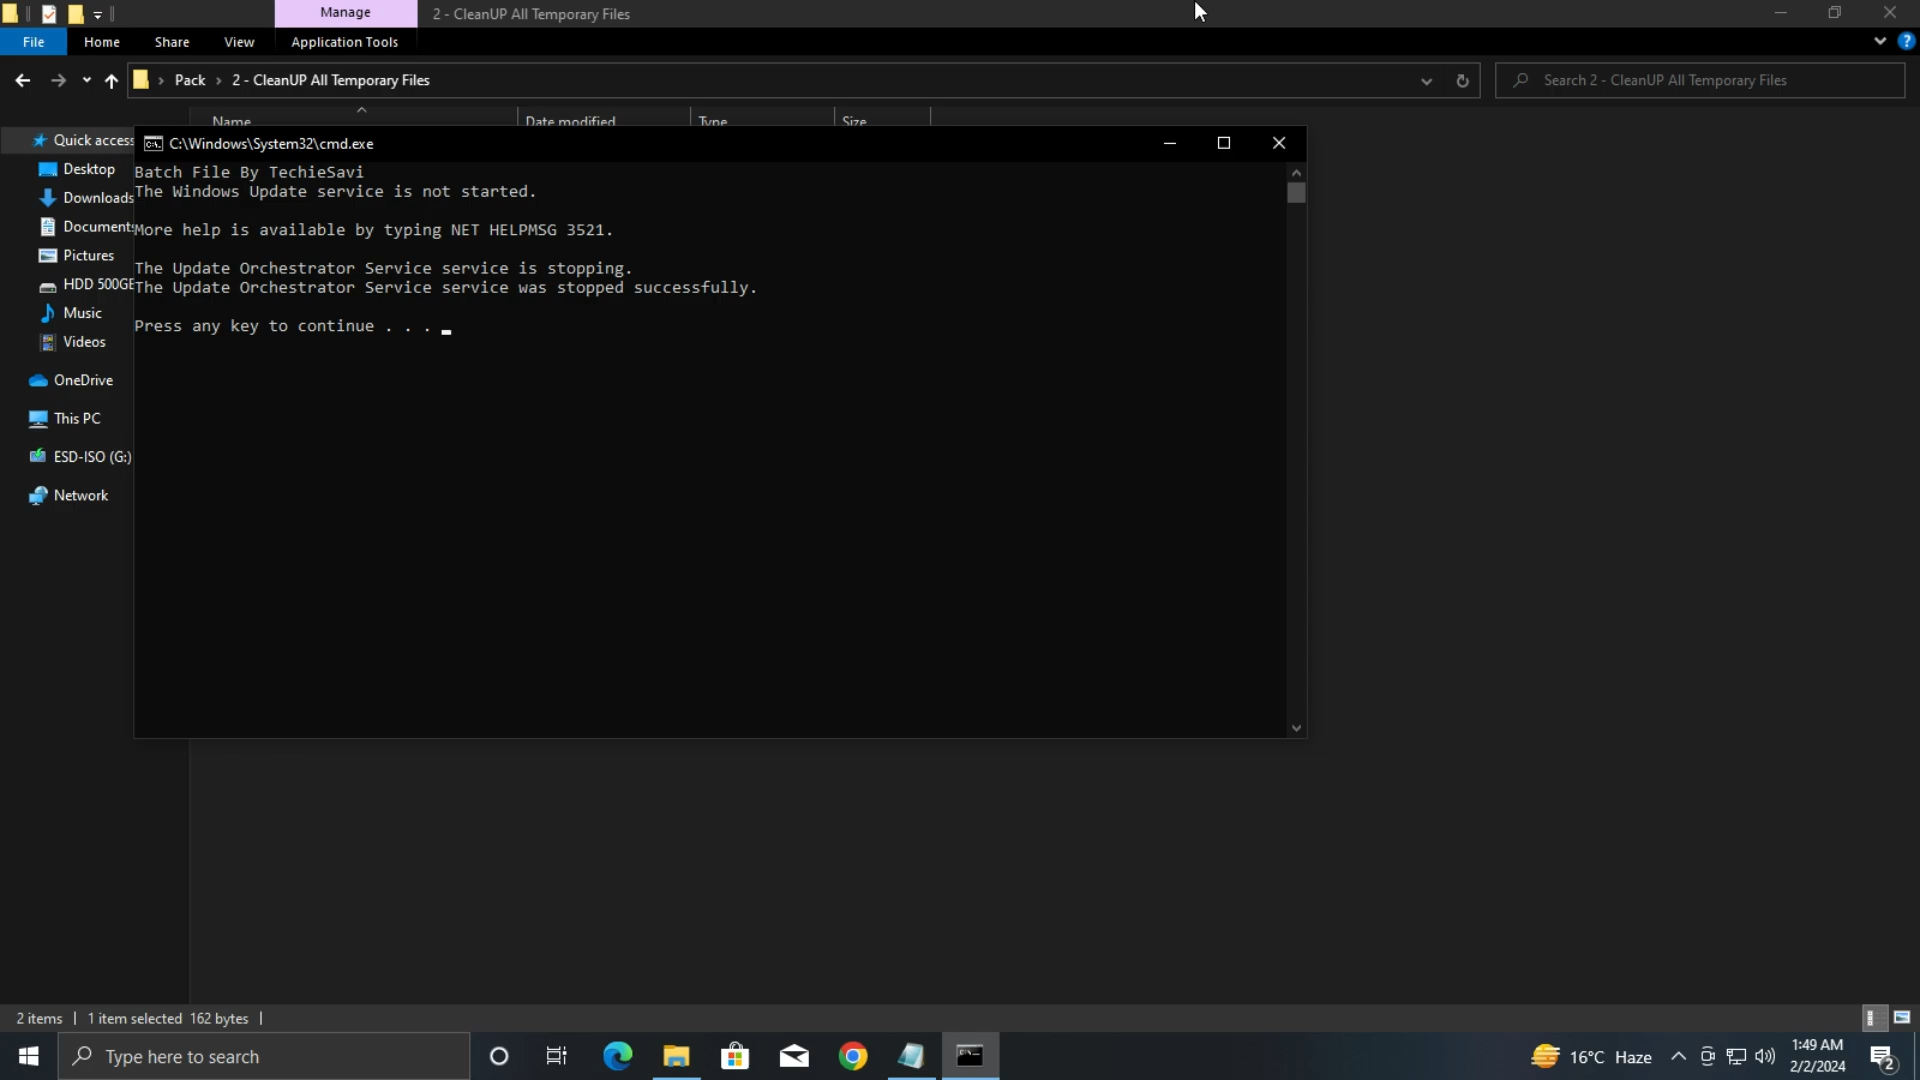 Manage
2 - CleanUP All Temporary Files
File
Home
Share
View
Application Tools
Pack
2 - CleanUP All Temporary Files
Search 2 - CleanUP All Temporary Files
Name
Date modified
Type
Size
Quick access
Desktop
Downloads
Documents
Pictures
HDD 500GB
Music
Videos
OneDrive
This PC
ESD-ISO (G:)
Network
C:\Windows\System32\cmd.exe
Batch File By TechieSavi
The Windows Update service is not started.
More help is available by typing NET HELPMSG 3521.
The Update Orchestrator Service service is stopping.
The Update Orchestrator Service service was stopped successfully.
Press any key to continue . . .
2 items
1 item selected 162 bytes
Type here to search
16°C Haze
1:49 AM
2/2/2024
2